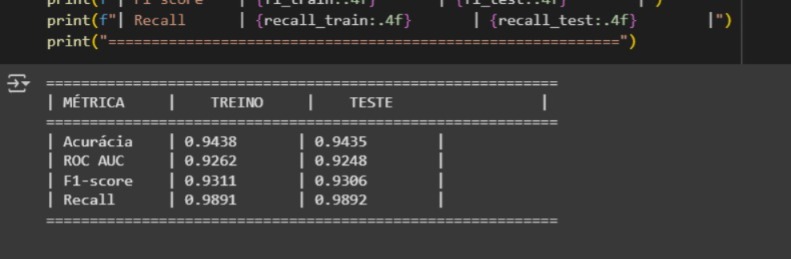 print(f"| F1-score | {f1_train:.4f} | {f1_test:.4f} |")
print(f"| Recall | {recall_train:.4f} | {recall_test:.4f} |")
print("=============================================================")
=============================================================
| MÉTRICA | TREINO | TESTE |
=============================================================
| Acurácia | 0.9438 | 0.9435 |
| ROC AUC | 0.9262 | 0.9248 |
| F1-score | 0.9311 | 0.9306 |
| Recall | 0.9891 | 0.9892 |
=============================================================